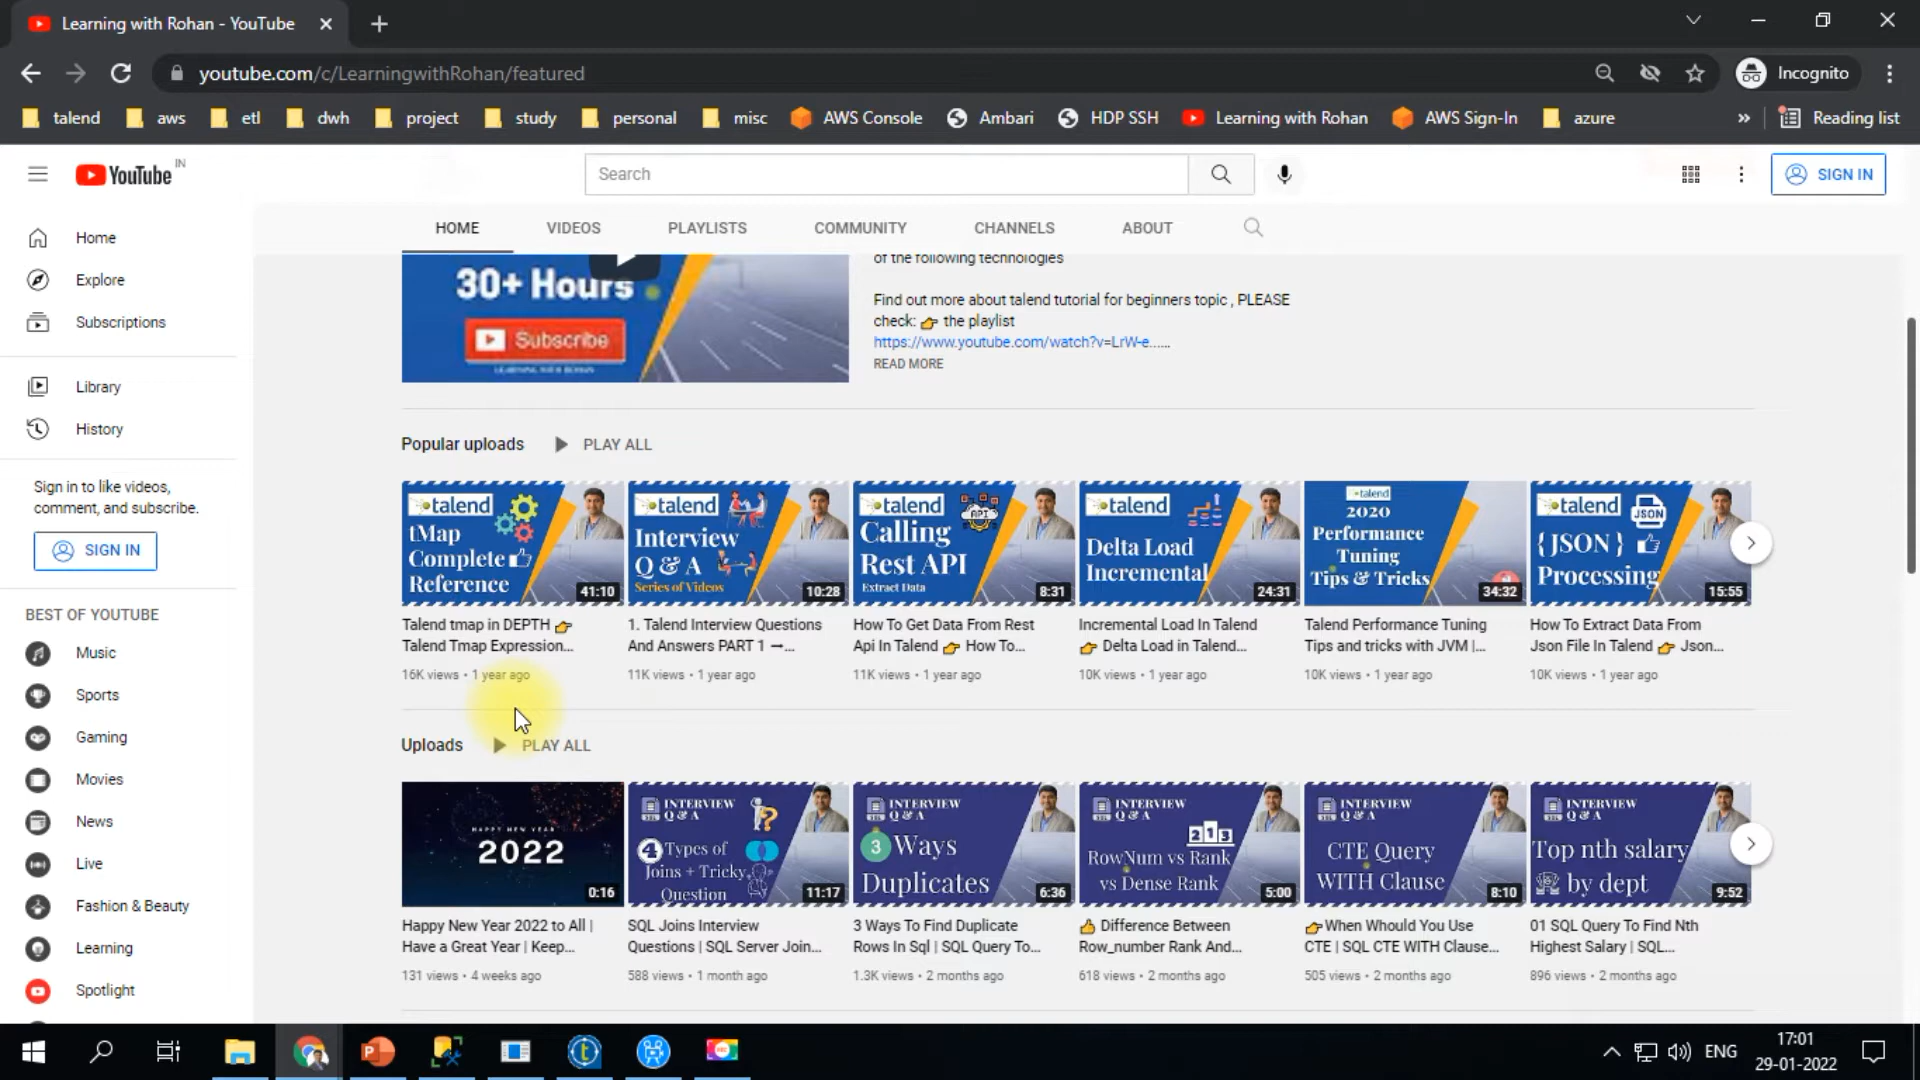 Learning with Rohan - YouTube
youtube.com/c/LearningwithRohan/featured
Incognito
talend aws etl dwh project study personal misc AWS Console Ambari HDP SSH Learning with Rohan AWS Sign-In azure » Reading list
YouTube IN
Search
SIGN IN
HOME VIDEOS PLAYLISTS COMMUNITY CHANNELS ABOUT
Home
Explore
Subscriptions
Library
History
Sign in to like videos,
comment, and subscribe.
SIGN IN
BEST OF YOUTUBE
Music
Sports
Gaming
Movies
News
Live
Fashion & Beauty
Learning
Spotlight
30+ Hours
Subscribe
LEARNING WITH ROHAN
of the following technologies
Find out more about talend tutorial for beginners topic , PLEASE
check: 👉 the playlist
https://www.youtube.com/watch?v=LrW-e......
READ MORE
Popular uploads PLAY ALL
talend
tMap
Complete
Reference
41:10
Talend tmap in DEPTH 👉
Talend Tmap Expression...
16K views • 1 year ago
talend
Interview
Q & A
Series of Videos
10:28
1. Talend Interview Questions
And Answers PART 1 →...
11K views • 1 year ago
talend
API
Calling
Rest API
Extract Data
8:31
How To Get Data From Rest
Api In Talend 👉 How To...
11K views • 1 year ago
talend
Delta Load
Incremental
24:31
Incremental Load In Talend
👉 Delta Load in Talend...
10K views • 1 year ago
talend
2020
Performance
Tuning
Tips & Tricks
34:32
Talend Performance Tuning
Tips and tricks with JVM |...
10K views • 1 year ago
talend
JSON
{ JSON }
Processing
15:55
How To Extract Data From
Json File In Talend 👉 Json...
10K views • 1 year ago
Uploads PLAY ALL
HAPPY NEW YEAR
2022
0:16
Happy New Year 2022 to All |
Have a Great Year | Keep...
131 views • 4 weeks ago
INTERVIEW
Q & A
4 Types of
Joins + Tricky
Question
11:17
SQL Joins Interview
Questions | SQL Server Join...
588 views • 1 month ago
INTERVIEW
Q & A
3 Ways
Duplicates
6:36
3 Ways To Find Duplicate
Rows In Sql | SQL Query To...
1.3K views • 2 months ago
INTERVIEW
Q & A
213
RowNum vs Rank
vs Dense Rank
5:00
👍 Difference Between
Row_number Rank And...
618 views • 2 months ago
INTERVIEW
Q & A
CTE Query
WITH Clause
8:10
👉When Whould You Use
CTE | SQL CTE WITH Clause...
505 views • 2 months ago
INTERVIEW
Q & A
Top nth salary
by dept
9:52
01 SQL Query To Find Nth
Highest Salary | SQL...
896 views • 2 months ago
ENG
17:01
29-01-2022